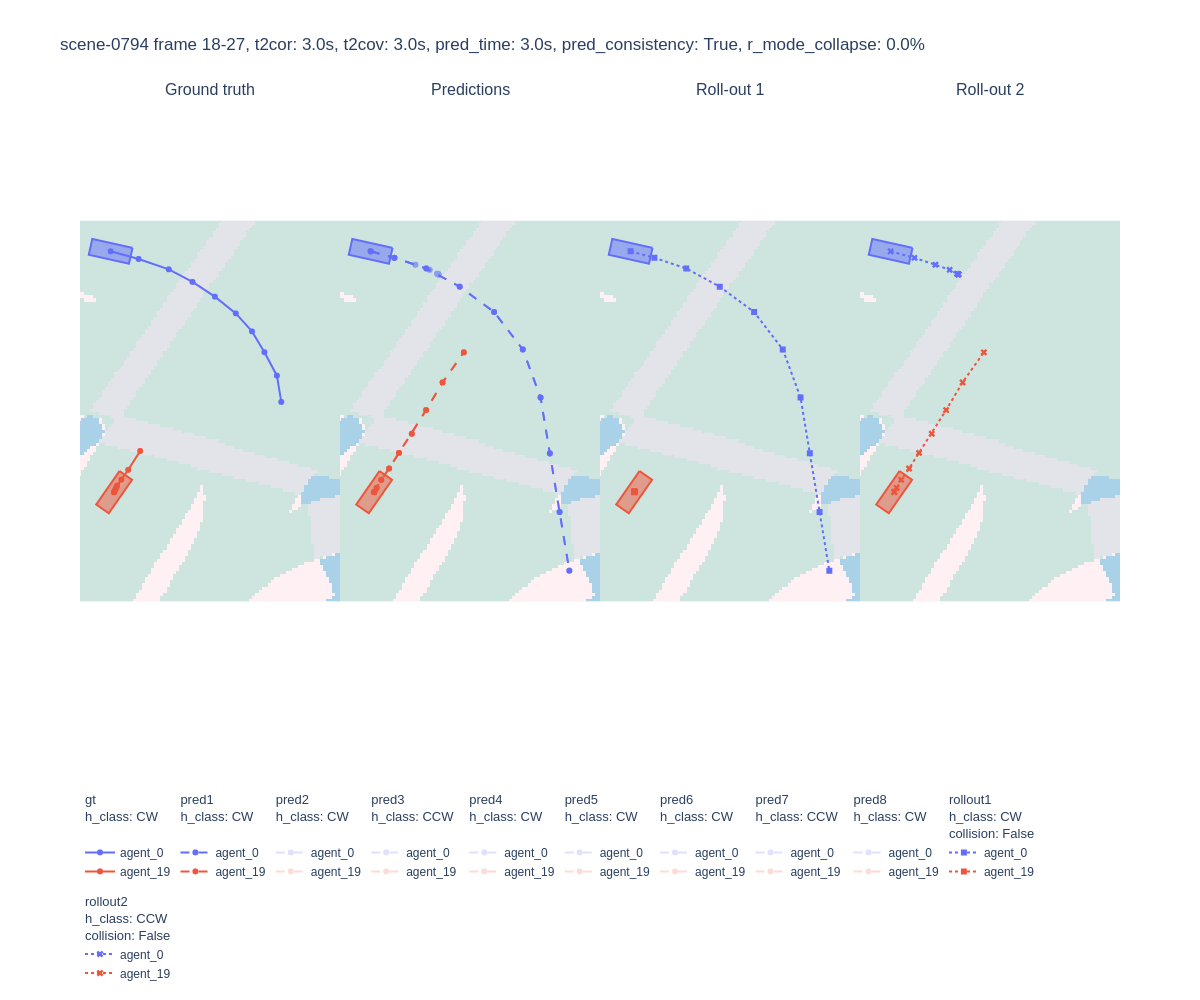 scene-0794 frame 18-27, t2cor: 3.0s, t2cov: 3.0s, pred_time: 3.0s, pred_consistency: True, r_mode_collapse: 0.0%
Ground truth
Predictions
Roll-out 1
Roll-out 2
gt
h_class: CW
agent_0
agent_19
pred1
h_class: CW
agent_0
agent_19
pred2
h_class: CW
agent_0
agent_19
pred3
h_class: CCW
agent_0
agent_19
pred4
h_class: CW
agent_0
agent_19
pred5
h_class: CW
agent_0
agent_19
pred6
h_class: CW
agent_0
agent_19
pred7
h_class: CCW
agent_0
agent_19
pred8
h_class: CW
agent_0
agent_19
rollout1
h_class: CW
collision: False
agent_0
agent_19
rollout2
h_class: CCW
collision: False
agent_0
agent_19